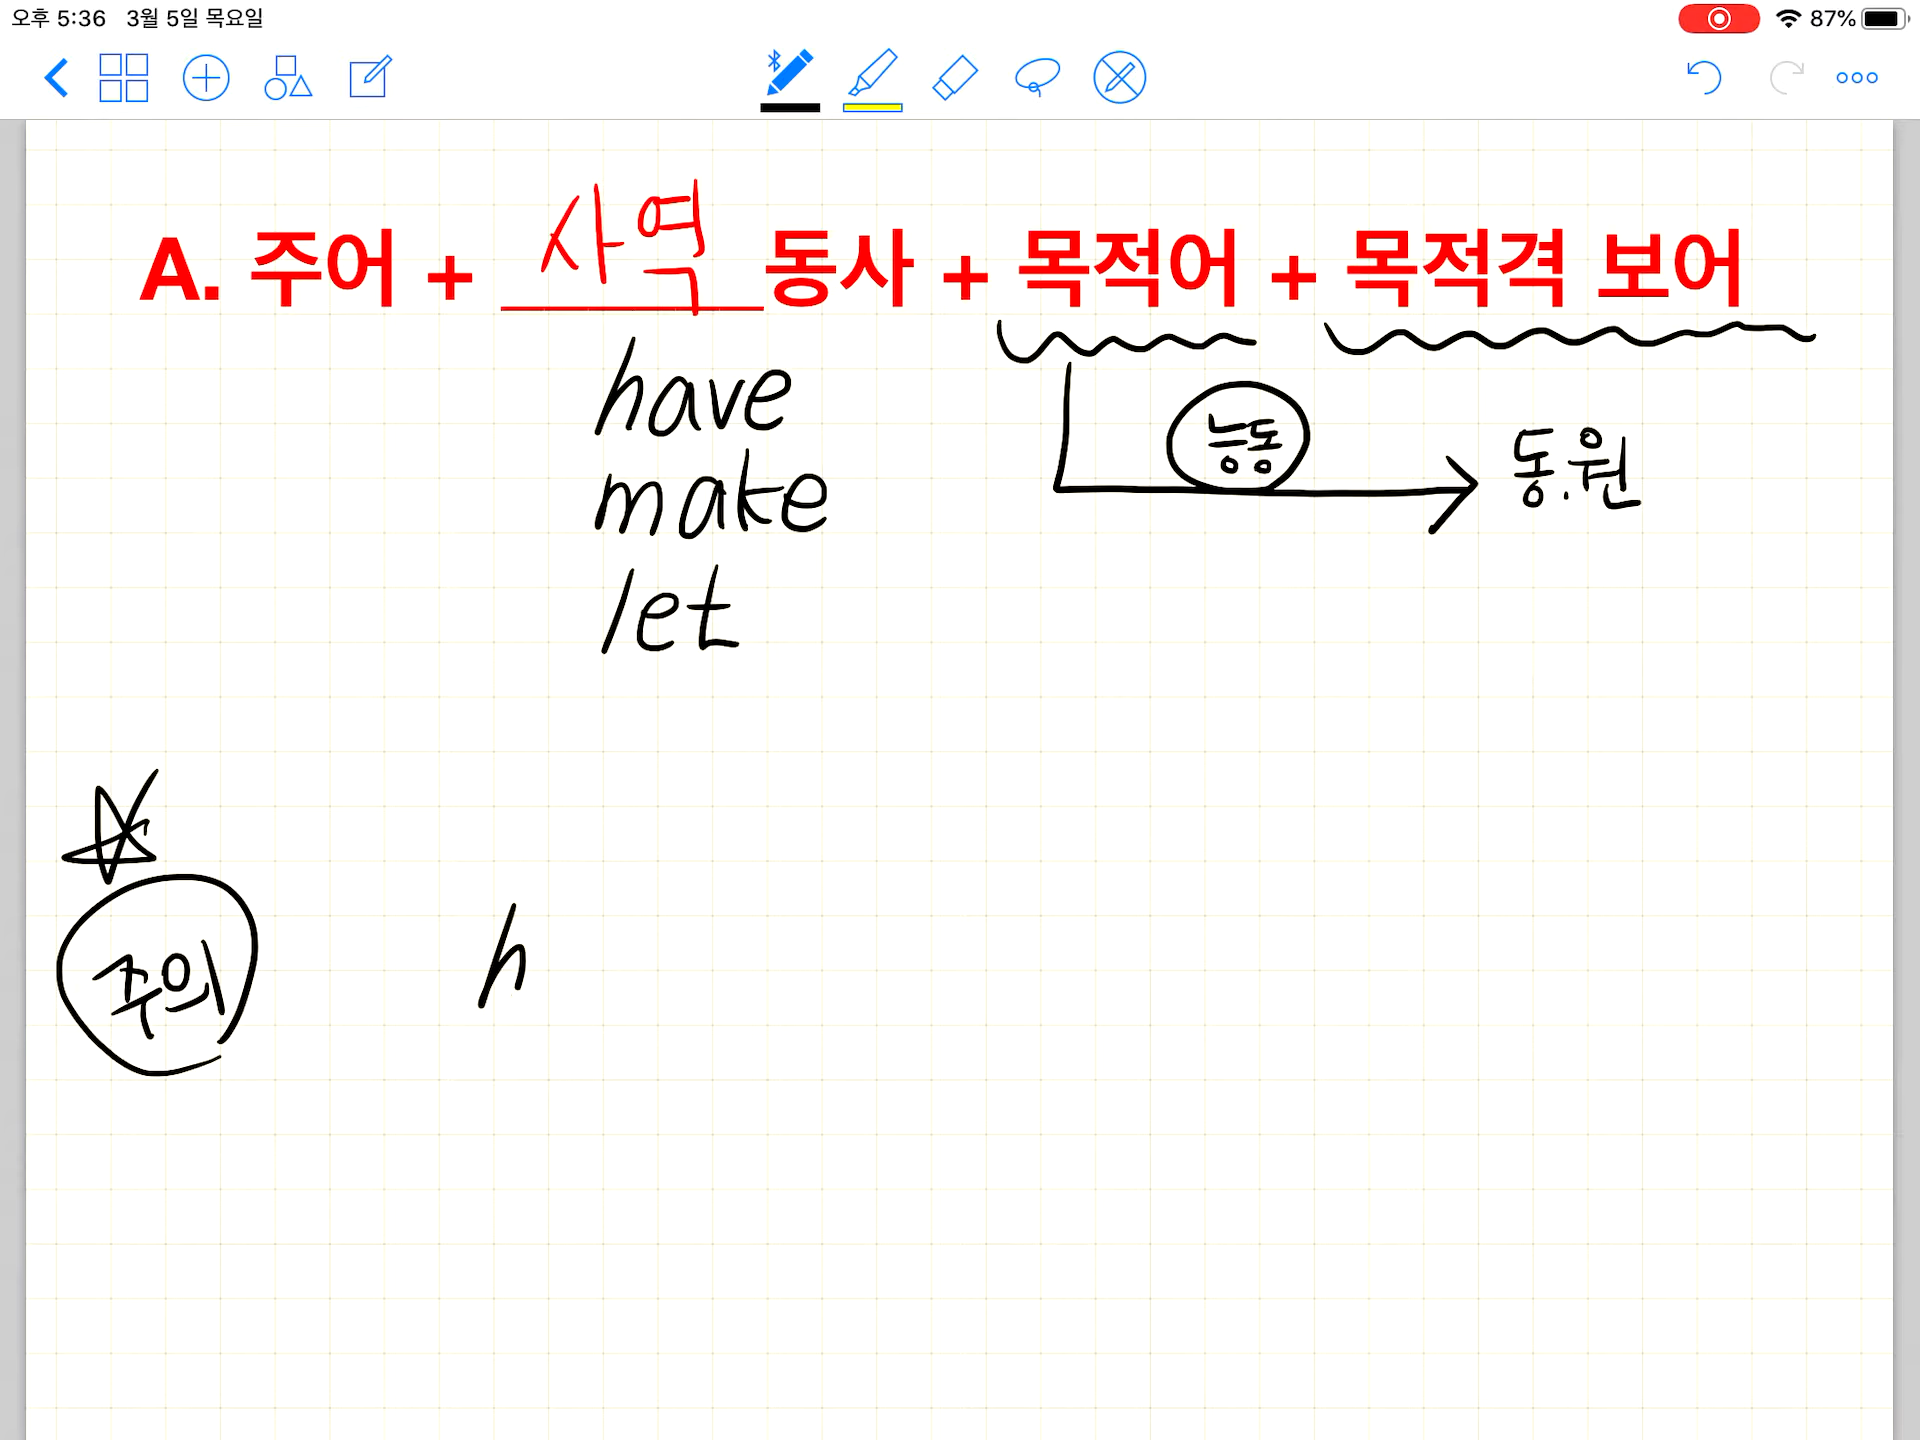 오후 5:36 3월 5일 목요일 87%
A. 주어 + 사역동사 + 목적어 + 목적격 보어
have
make
let
능동
동.원
주의
h